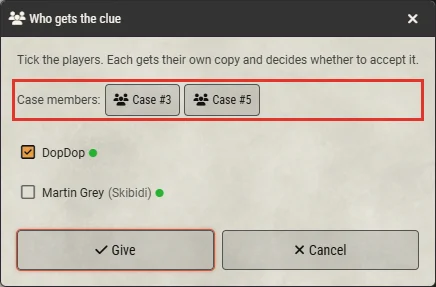 Who gets the clue
Tick the players. Each gets their own copy and decides whether to accept it.
Case members: Case #3 Case #5
DopDop
Martin Grey (Skibidi)
Give Cancel